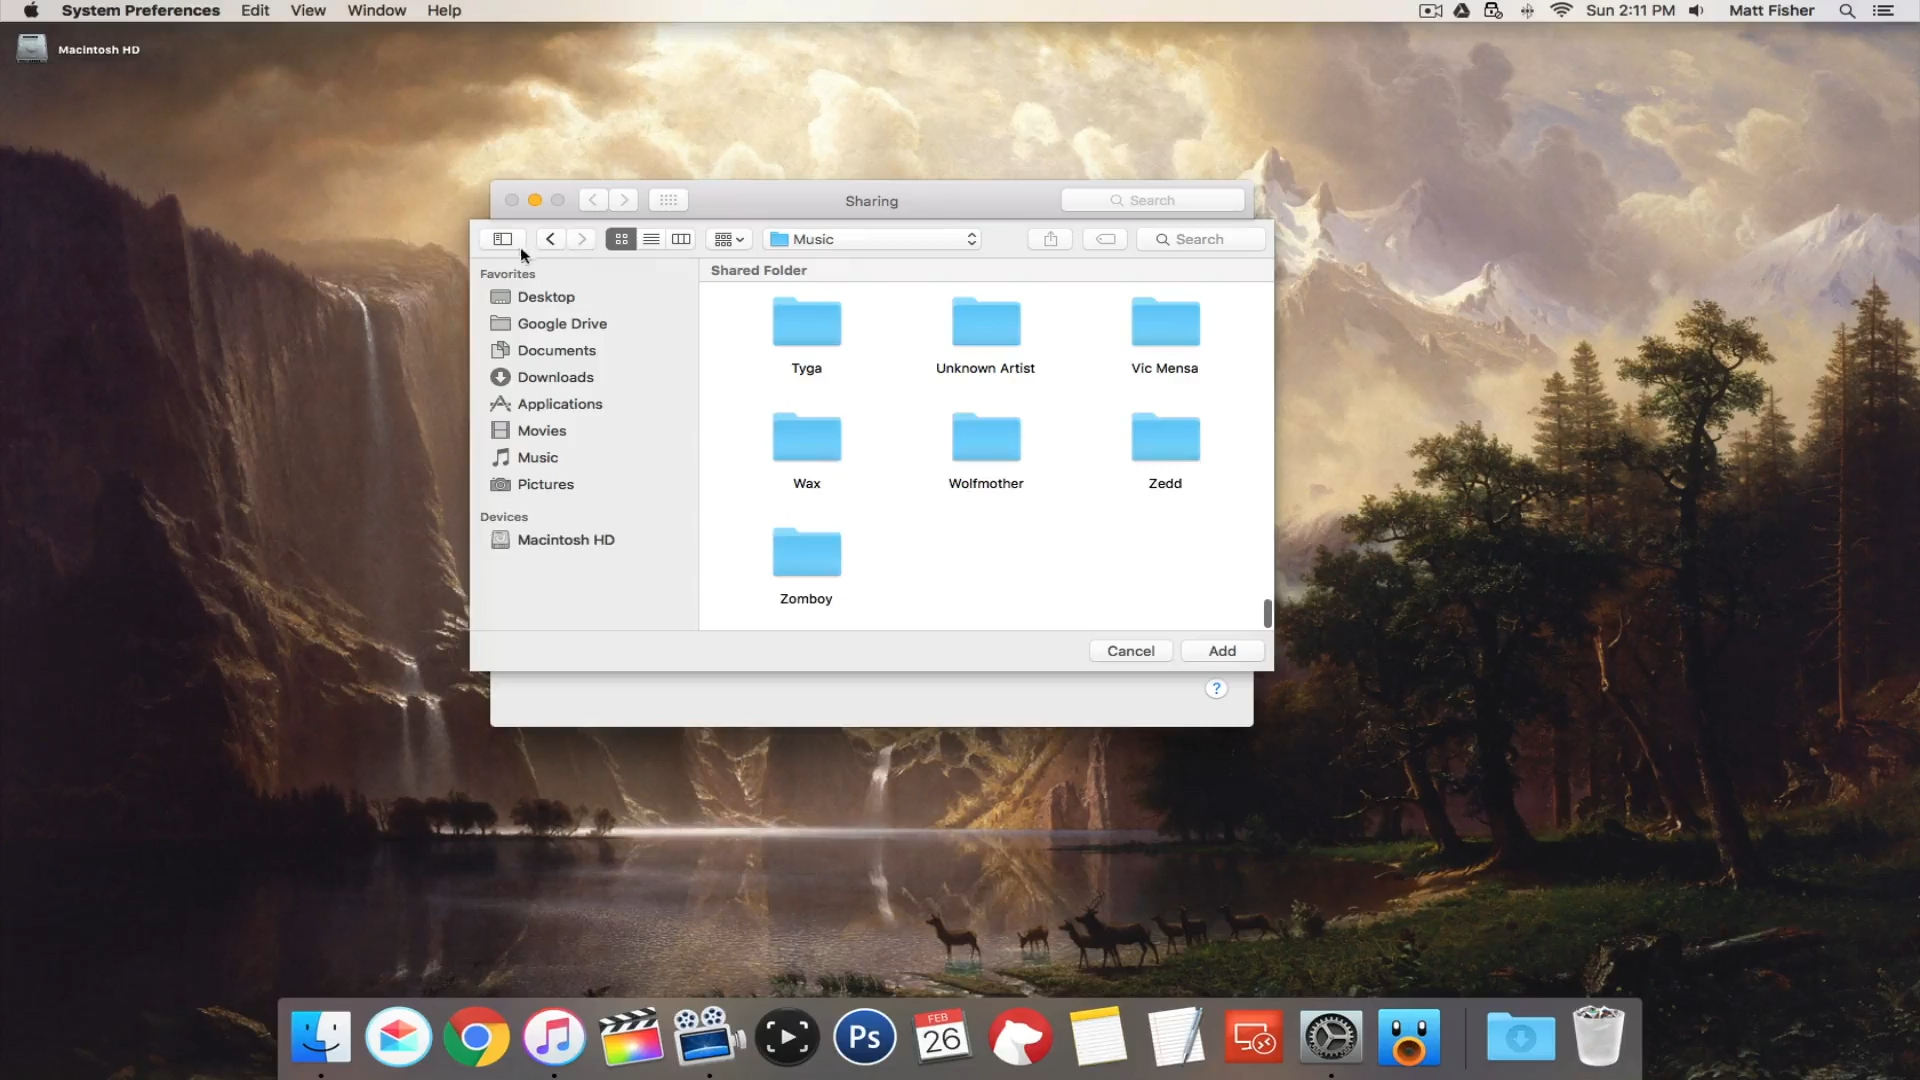 System Preferences Edit View Window Help Sun 2:11 PM Matt Fisher
Macintosh HD
Sharing Search
Music Search
Favorites
Desktop
Google Drive
Documents
Downloads
Applications
Movies
Music
Pictures
Devices
Macintosh HD
Shared Folder
Tyga Unknown Artist Vic Mensa
Wax Wolfmother Zedd
Zomboy
Cancel Add
?
Ps
FEB
26